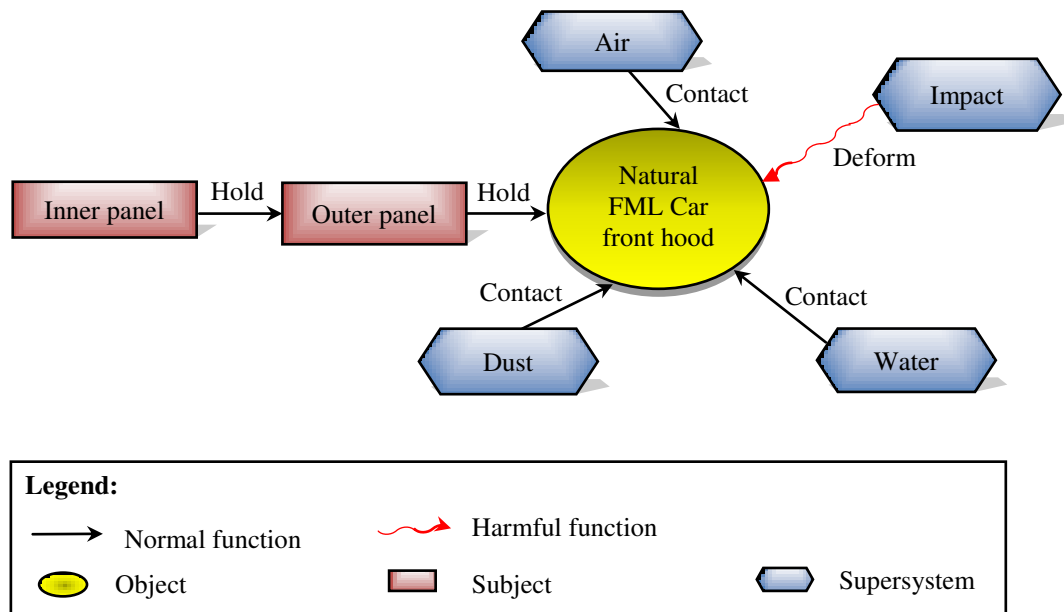 Air
Contact
Impact
Deform
Natural
FML Car
front hood
Inner panel
Hold
Outer panel
Hold
Contact
Dust
Contact
Water
Legend:
Normal function
Harmful function
Object
Subject
Supersystem